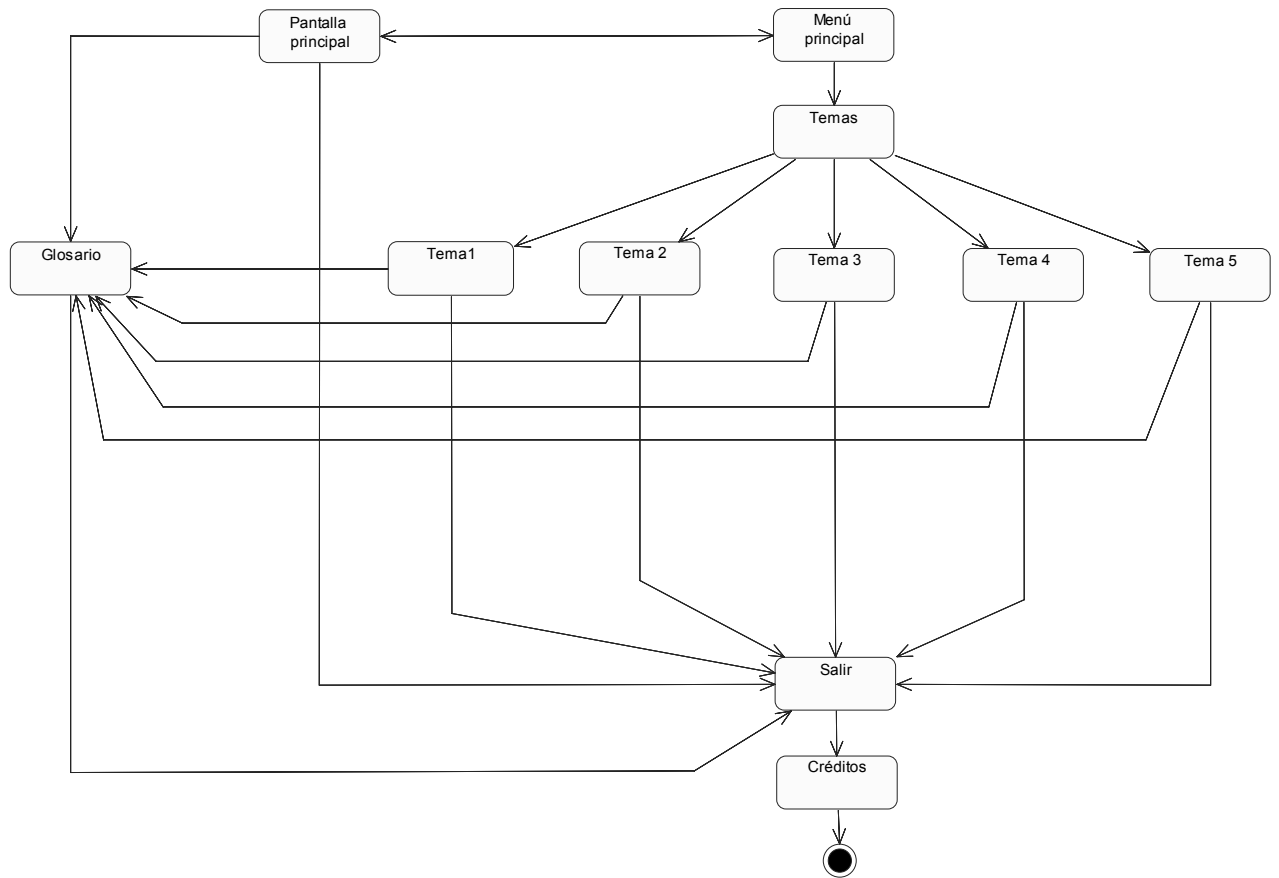 Pantalla
principal
Menú
principal
Temas
Glosario
Tema1
Tema 2
Tema 3
Tema 4
Tema 5
Salir
Créditos